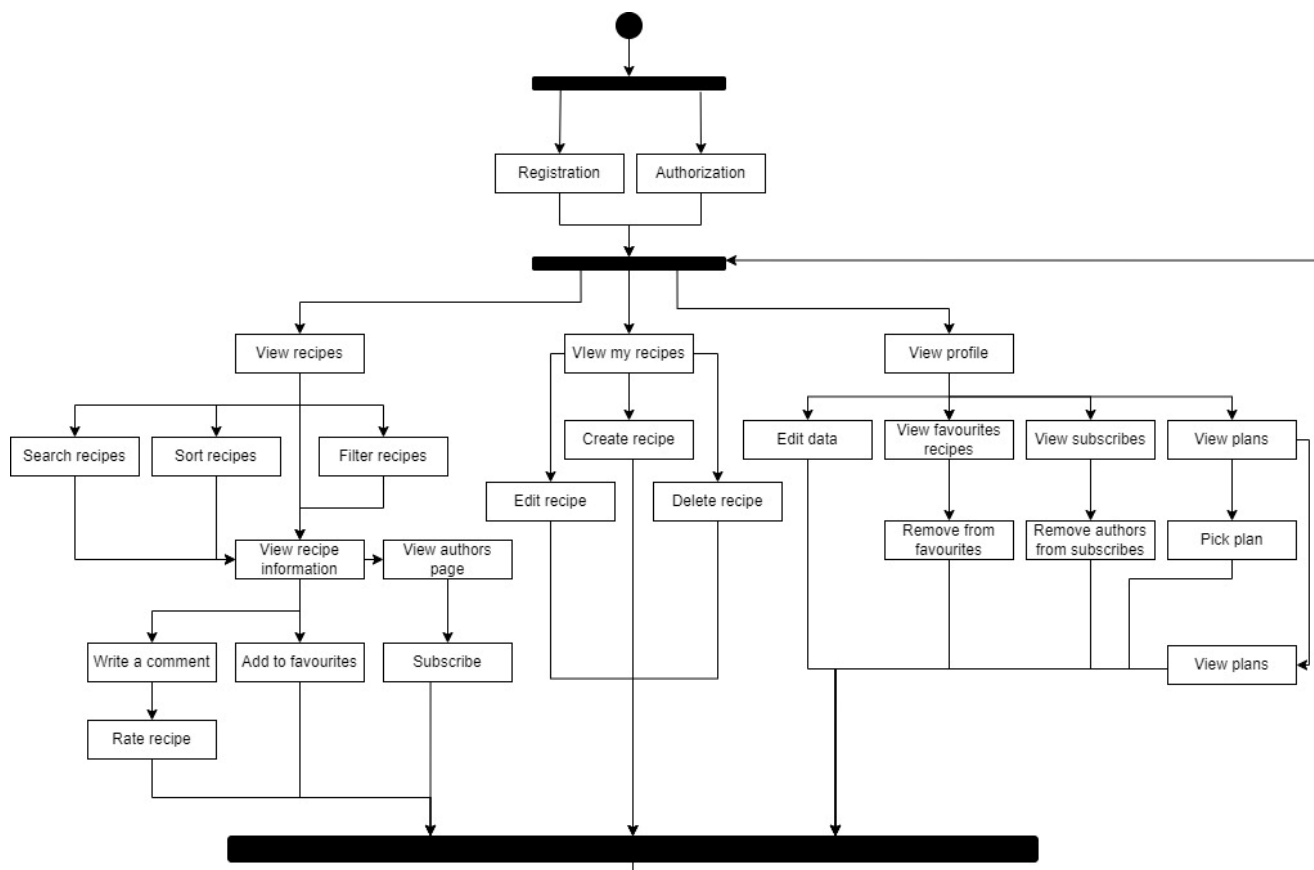 Registration
Authorization
View recipes
VIew my recipes
View profile
Search recipes
Sort recipes
Filter recipes
Create recipe
Edit data
View favourites
recipes
View subscribes
View plans
Edit recipe
Delete recipe
Remove from
favourites
Remove authors
from subscribes
Pick plan
View recipe
information
View authors
page
Write a comment
Add to favourites
Subscribe
View plans
Rate recipe